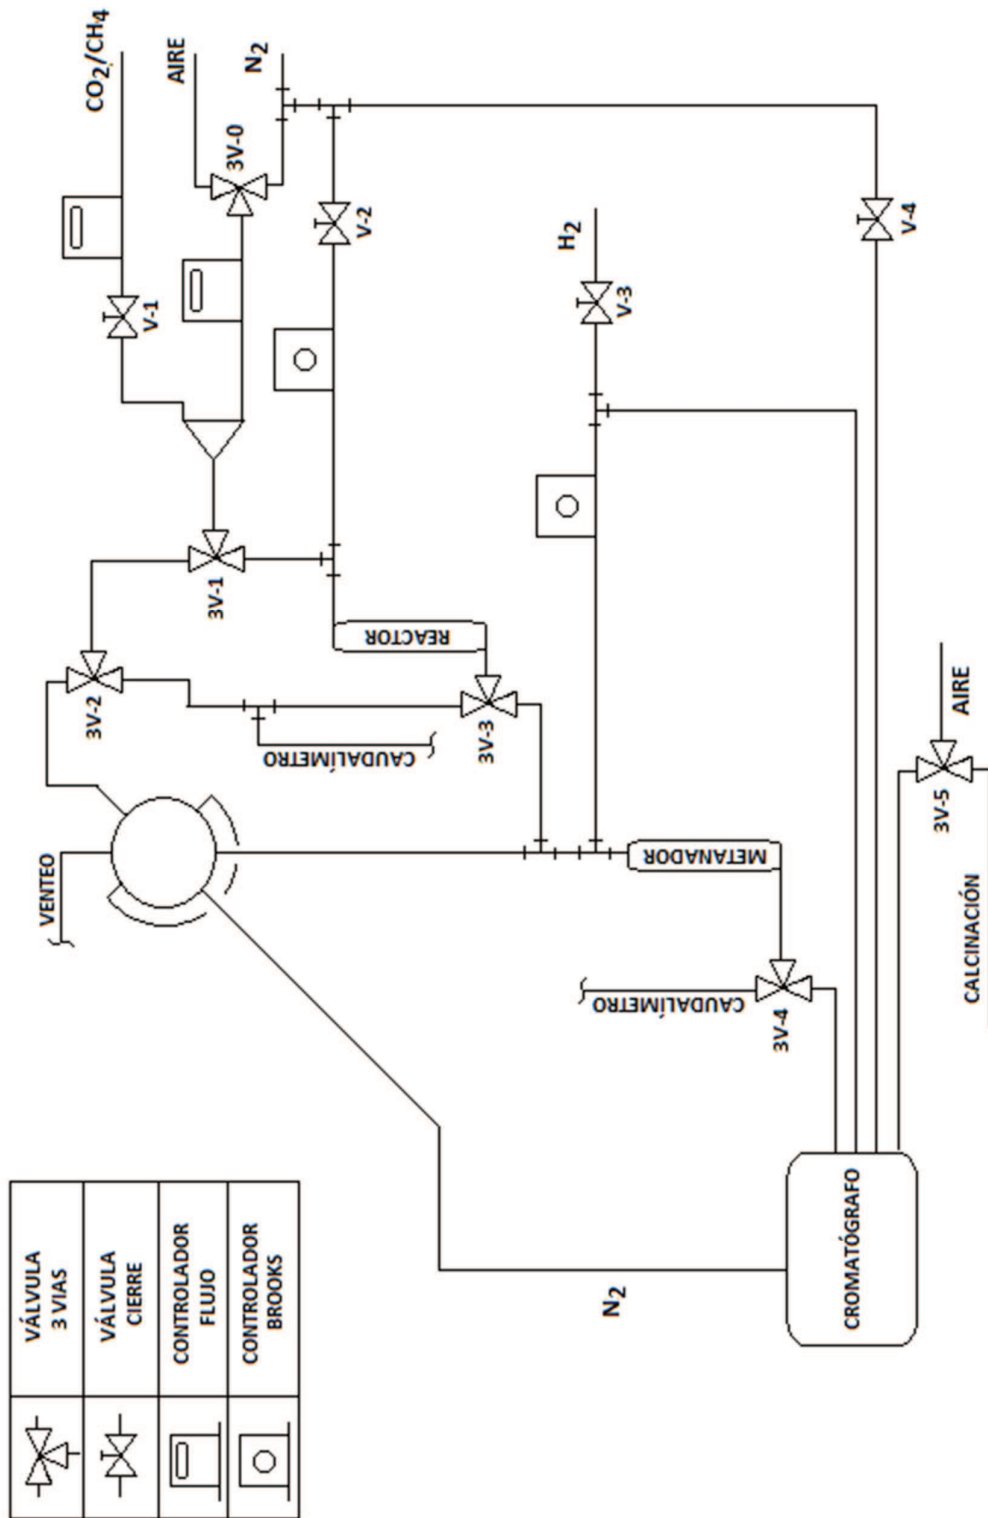 VÁLVULA
3 VIAS
VÁLVULA
CIERRE
CONTROLADOR
FLUJO
CONTROLADOR
BROOKS
CO2/CH4
AIRE
N2
3V-0
V-1
V-2
H2
V-3
V-4
3V-1
3V-2
REACTOR
CAUDALÍMETRO
3V-3
VENTEO
METANADOR
CAUDALÍMETRO
3V-4
AIRE
3V-5
CALCINACIÓN
N2
CROMATÓGRAFO